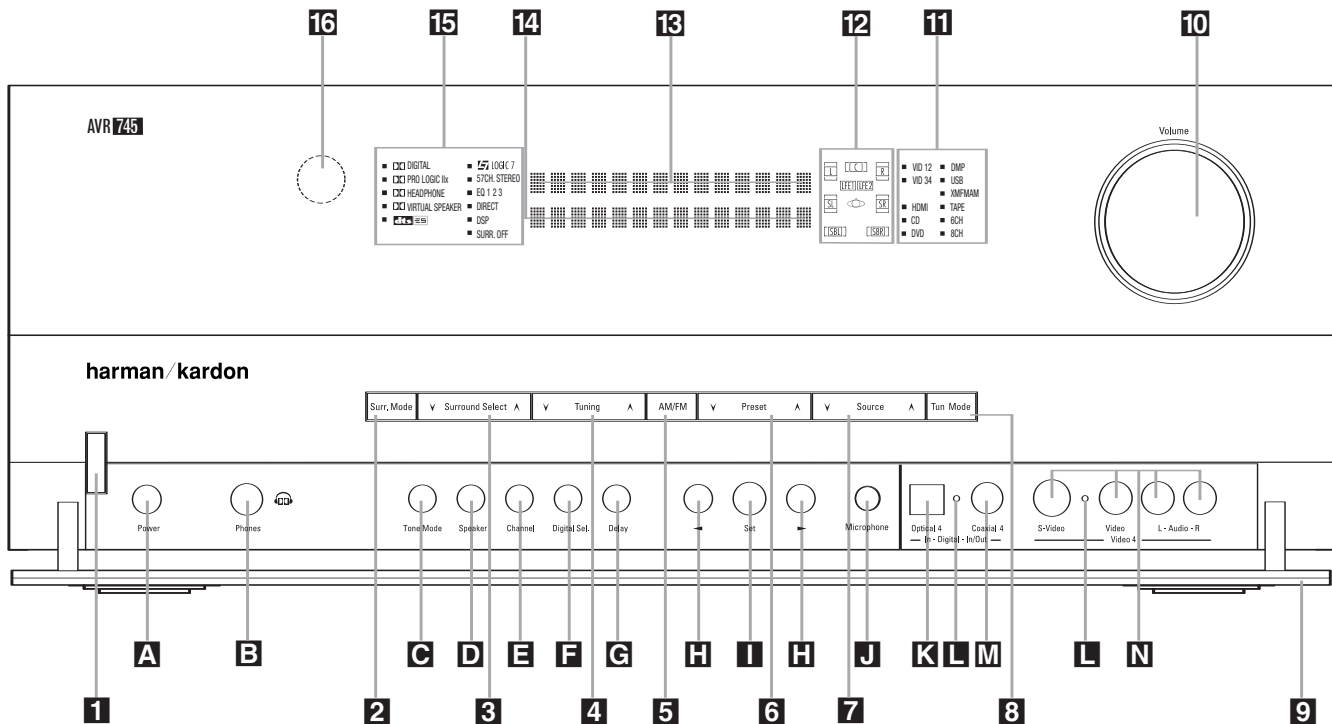 16 15 14 13 12 11 10
AVR 745
Volume
DIGITAL
PRO LOGIC IIx
HEADPHONE
VIRTUAL SPEAKER
dts ES
LOGIC 7
57CH. STEREO
EQ 1 2 3
DIRECT
DSP
SURR. OFF
L C R
LFE1 LFE2
SL SR
SBL SBR
VID 12
VID 34
HDMI
CD
DVD
DMP
USB
XMFMAM
TAPE
6CH
8CH
harman/kardon
Surr. Mode Surround Select Tuning AM/FM Preset Source Tun Mode
Power Phones Tone Mode Speaker Channel Digital Sel. Delay Set Microphone
Optical 4 Coaxial 4
In - Digital - In/Out
S-Video Video L - Audio - R
Video 4
A B C D E F G H I H J K L M L N
1 2 3 4 5 6 7 8 9